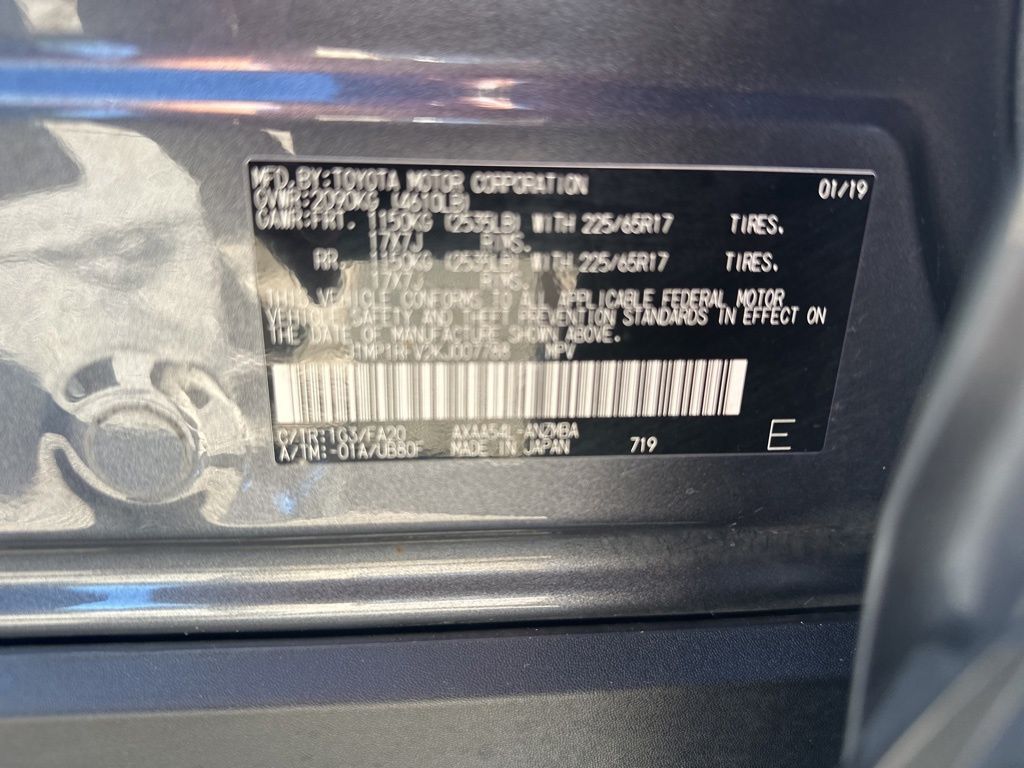 MFD.BY:TOYOTA MOTOR CORPORATION 01/19
GVWR:2090KG (4610LB)
GAWR:FRT. 1150KG (2535LB) WITH 225/65R17 TIRES.
17X7J RIMS.
RR. 1150KG (2535LB) WITH 225/65R17 TIRES.
17X7J RIMS.
THIS VEHICLE CONFORMS TO ALL APPLICABLE FEDERAL MOTOR
VEHICLE SAFETY AND THEFT PREVENTION STANDARDS IN EFFECT ON
THE DATE OF MANUFACTURE SHOWN ABOVE.
MPV
C/TR:1G3/FA20 AXAA54L-ANZMBA
A/TM:-01A/UB80F MADE IN JAPAN 719 E